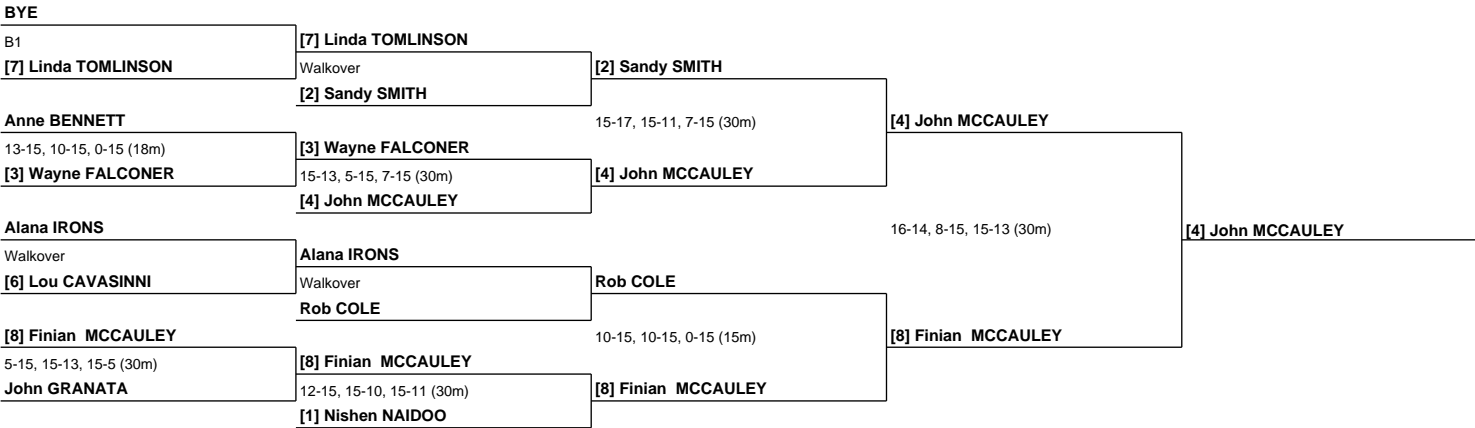 BYE
B1
[7] Linda TOMLINSON
[7] Linda TOMLINSON
Walkover
[2] Sandy SMITH
[2] Sandy SMITH
Anne BENNETT
13-15, 10-15, 0-15 (18m)
[3] Wayne FALCONER
[3] Wayne FALCONER
15-13, 5-15, 7-15 (30m)
[4] John MCCAULEY
15-17, 15-11, 7-15 (30m)
[4] John MCCAULEY
[4] John MCCAULEY
Alana IRONS
Walkover
[6] Lou CAVASINNI
Alana IRONS
Walkover
Rob COLE
Rob COLE
[8] Finian  MCCAULEY
5-15, 15-13, 15-5 (30m)
John GRANATA
[8] Finian  MCCAULEY
12-15, 15-10, 15-11 (30m)
[1] Nishen NAIDOO
10-15, 10-15, 0-15 (15m)
[8] Finian  MCCAULEY
[8] Finian  MCCAULEY
16-14, 8-15, 15-13 (30m)
[4] John MCCAULEY